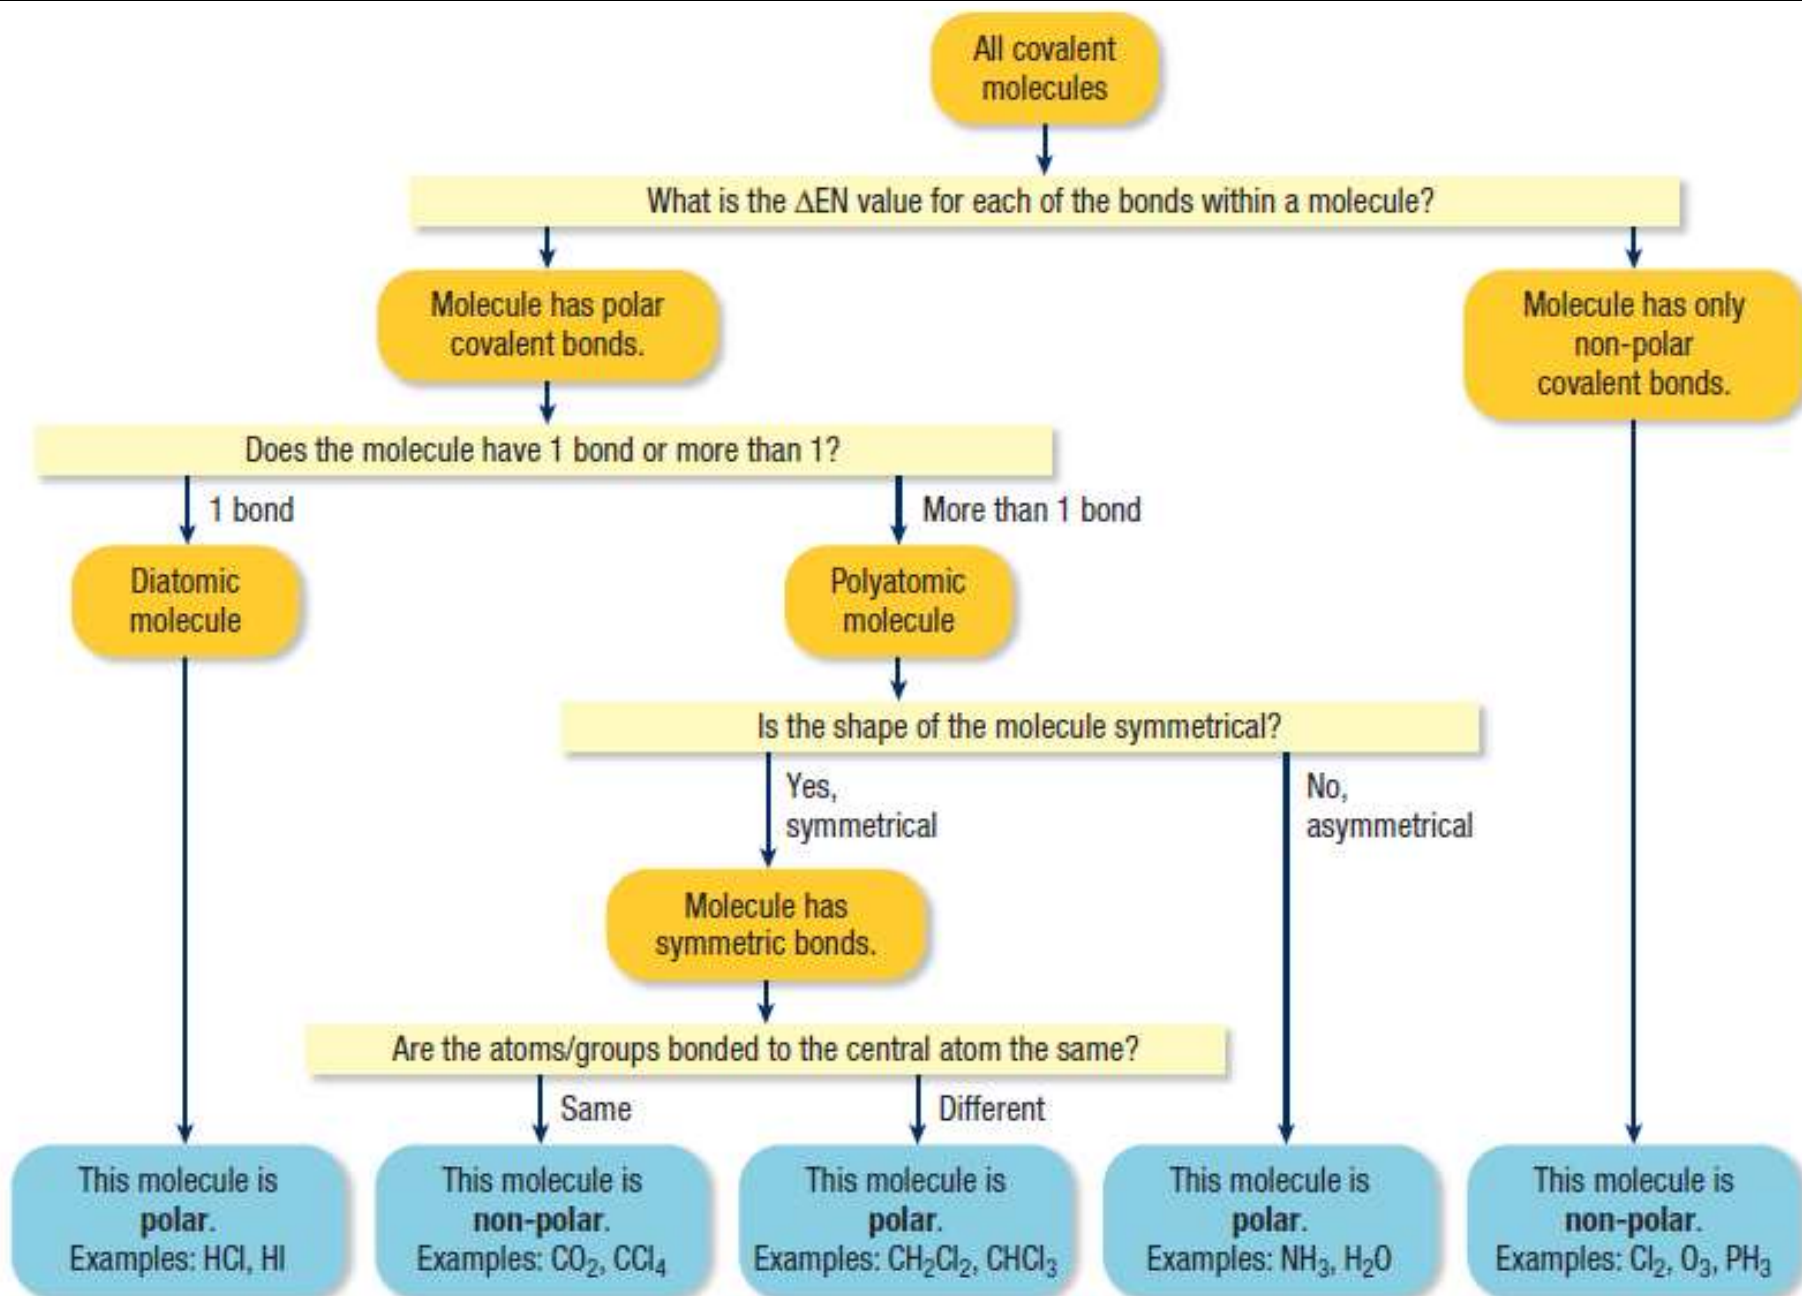 All covalent
molecules
What is the ΔEN value for each of the bonds within a molecule?
Molecule has polar
covalent bonds.
Molecule has only
non-polar
covalent bonds.
Does the molecule have 1 bond or more than 1?
1 bond
More than 1 bond
Diatomic
molecule
Polyatomic
molecule
Is the shape of the molecule symmetrical?
Yes,
symmetrical
No,
asymmetrical
Molecule has
symmetric bonds.
Are the atoms/groups bonded to the central atom the same?
Same
Different
This molecule is
polar.
Examples: HCl, HI
This molecule is
non-polar.
Examples: CO₂, CCl₄
This molecule is
polar.
Examples: CH₂Cl₂, CHCl₃
This molecule is
polar.
Examples: NH₃, H₂O
This molecule is
non-polar.
Examples: Cl₂, O₃, PH₃